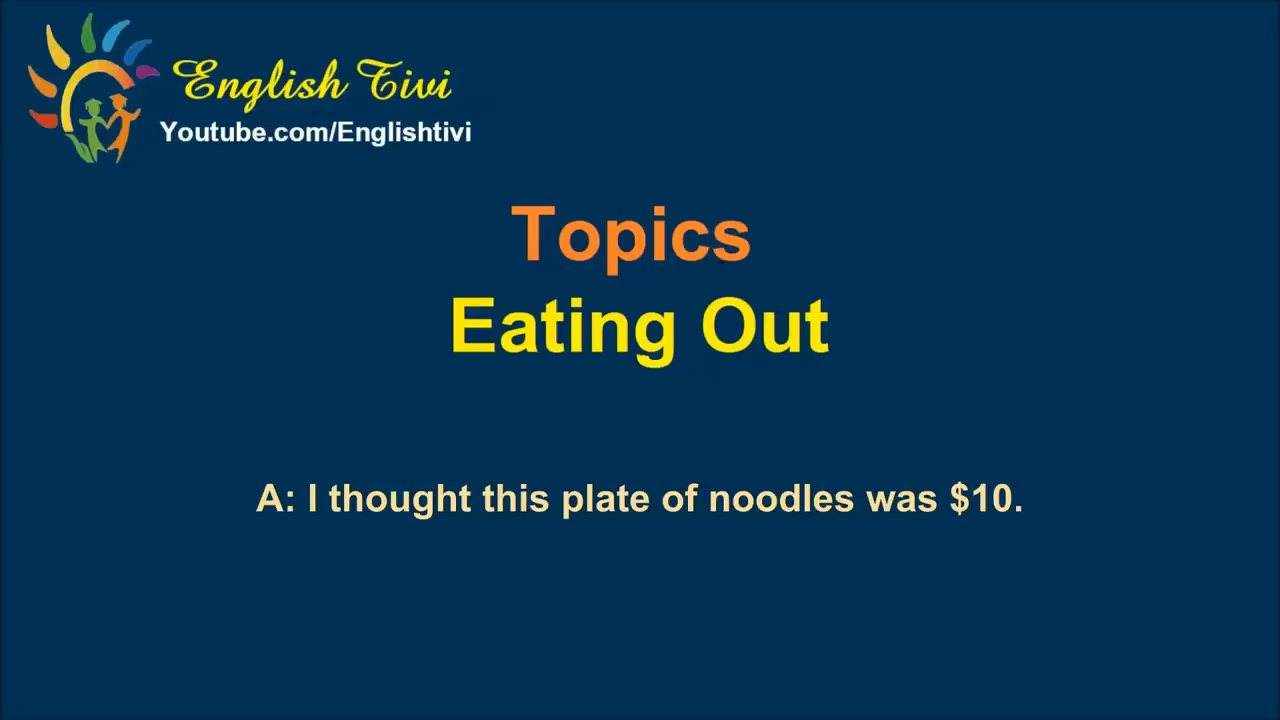 English Tivi
Youtube.com/Englishtivi
Topics
Eating Out
A: I thought this plate of noodles was $10.